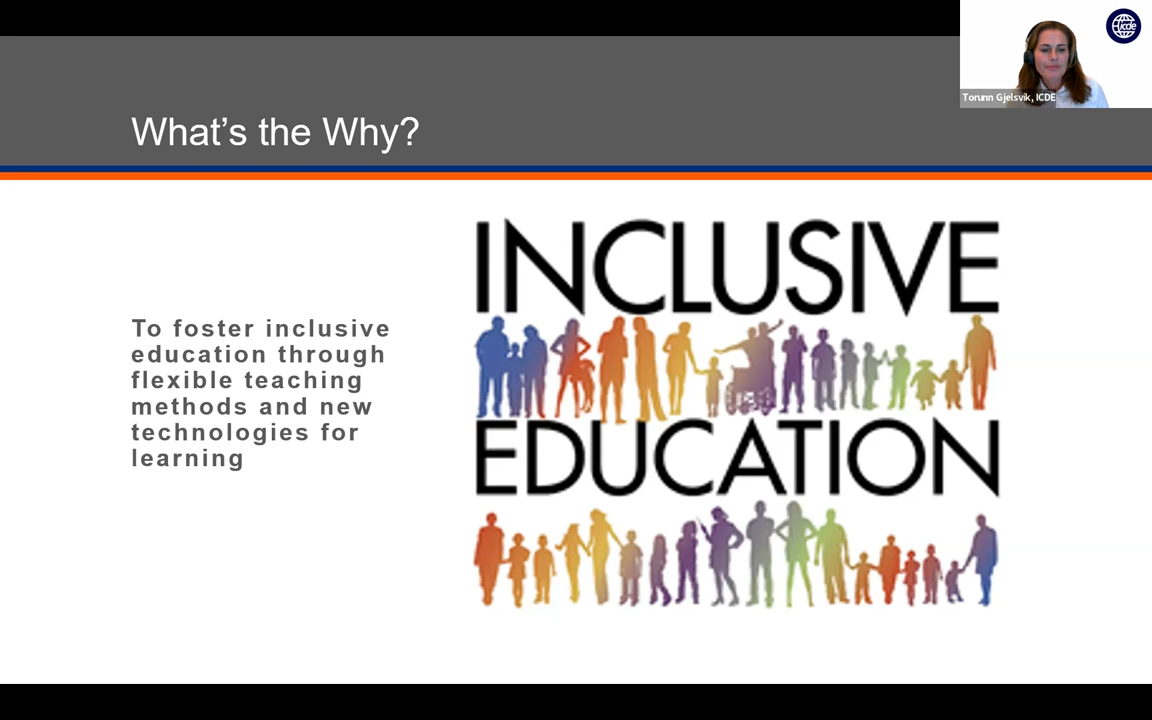 icde
Torunn Gjelsvik, ICDE
What's the Why?
INCLUSIVE
To foster inclusive
education through
flexible teaching
methods and new
technologies for
learning
EDUCATION